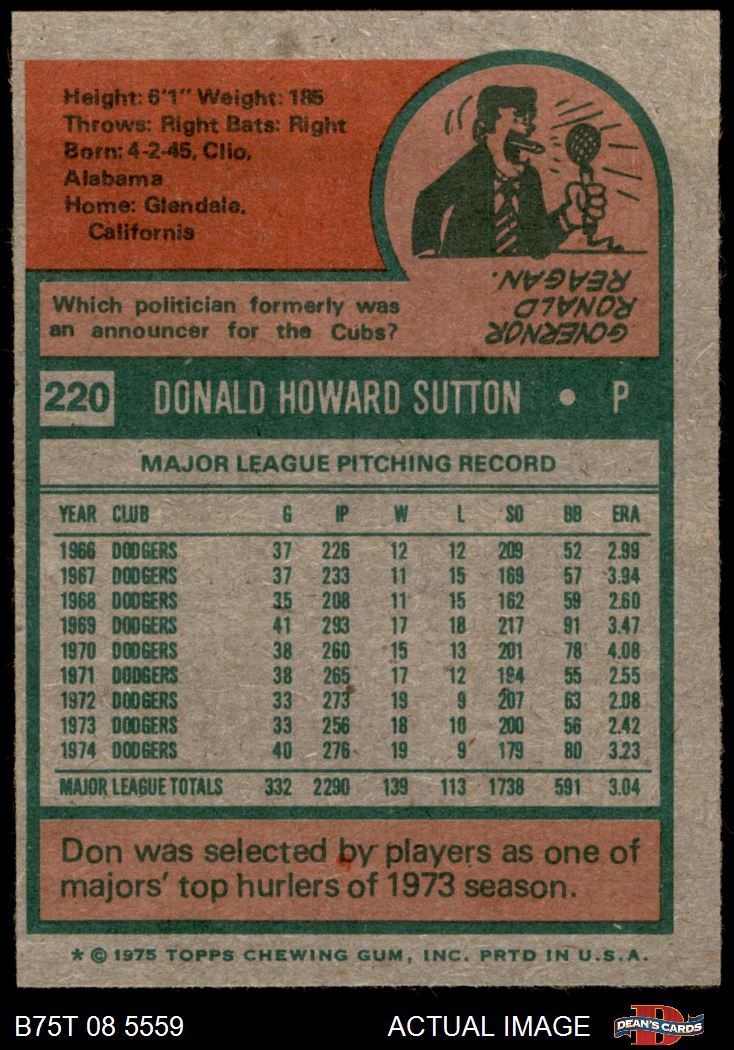 Height: 6'1" Weight: 185
Throws: Right Bats: Right
Born: 4-2-45, Clio,
Alabama
Home: Glendale,
California
Which politician formerly was
an announcer for the Cubs?
GOVERNOR
RONALD
REAGAN.
220 DONALD HOWARD SUTTON • P
MAJOR LEAGUE PITCHING RECORD
YEAR CLUB G IP W L SO BB ERA
1966 DODGERS 37 226 12 12 209 52 2.99
1967 DODGERS 37 233 11 15 169 57 3.94
1968 DODGERS 35 208 11 15 162 59 2.60
1969 DODGERS 41 293 17 18 217 91 3.47
1970 DODGERS 38 260 15 13 201 78 4.08
1971 DODGERS 38 265 17 12 194 55 2.55
1972 DODGERS 33 273 19 9 207 63 2.08
1973 DODGERS 33 256 18 10 200 56 2.42
1974 DODGERS 40 276 19 9 179 80 3.23
MAJOR LEAGUE TOTALS 332 2290 139 113 1738 591 3.04
Don was selected by players as one of
majors' top hurlers of 1973 season.
* © 1975 TOPPS CHEWING GUM, INC. PRTD IN U.S.A.
B75T 08 5559 ACTUAL IMAGE D DEAN'S CARDS